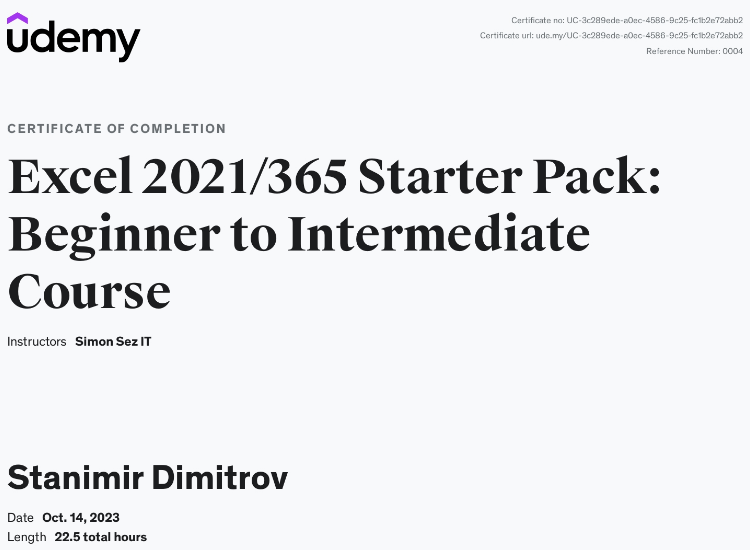 udemy
Certificate no: UC-3c289ede-a0ec-4586-9c25-fc1b2e72abb2
Certificate url: ude.my/UC-3c289ede-a0ec-4586-9c25-fc1b2e72abb2
Reference Number: 0004
CERTIFICATE OF COMPLETION
Excel 2021/365 Starter Pack:
Beginner to Intermediate
Course
Instructors Simon Sez IT
Stanimir Dimitrov
Date Oct. 14, 2023
Length 22.5 total hours